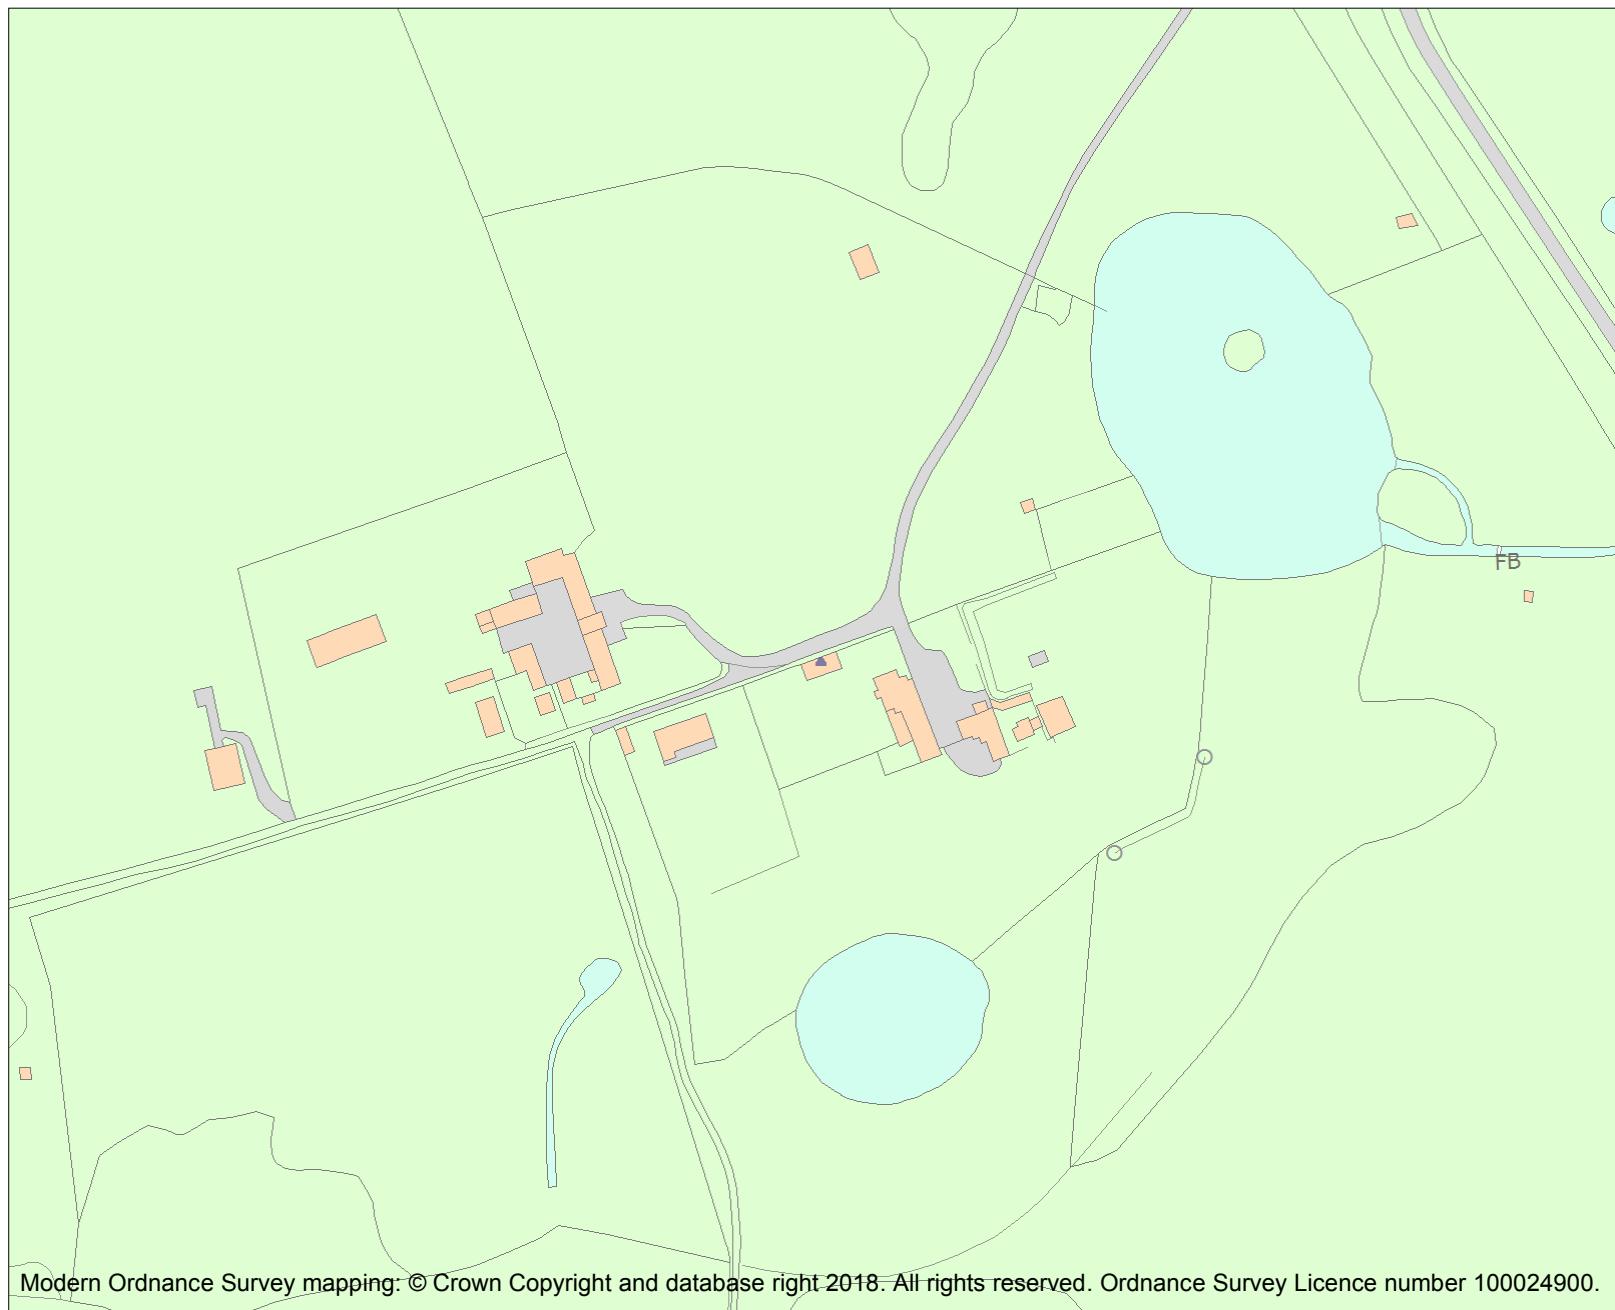 FB
Modern Ordnance Survey mapping: © Crown Copyright and database right 2018. All rights reserved. Ordnance Survey Licence number 100024900.